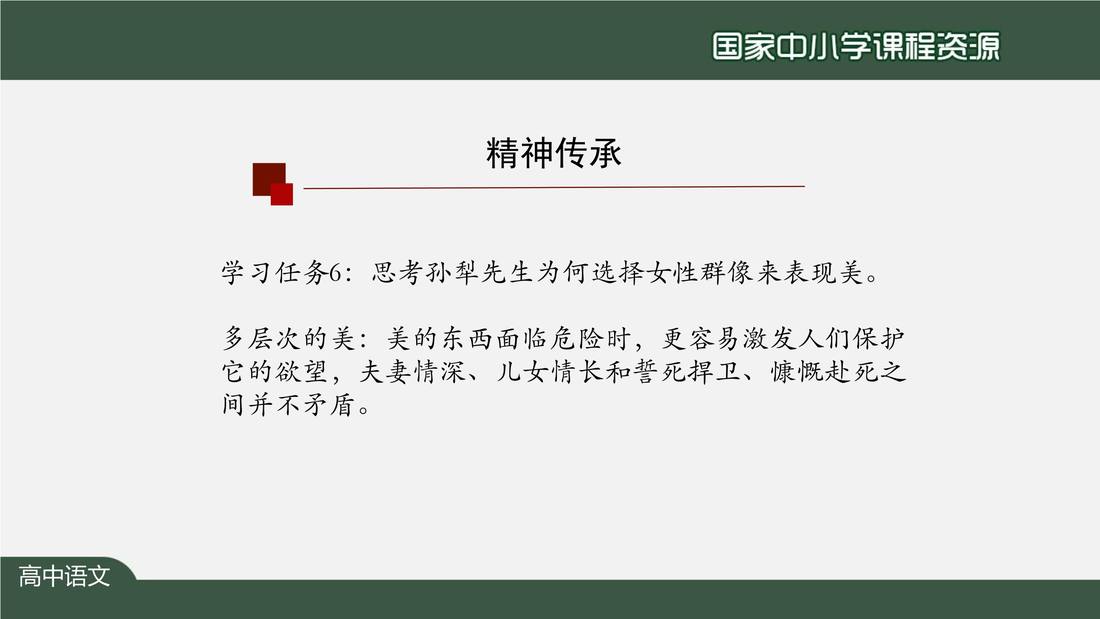 国家中小学课程资源
精神传承
学习任务6：思考孙犁先生为何选择女性群像来表现美。
多层次的美：美的东西面临危险时，更容易激发人们保护
它的欲望，夫妻情深、儿女情长和誓死捍卫、慷慨赴死之
间并不矛盾。
高中语文